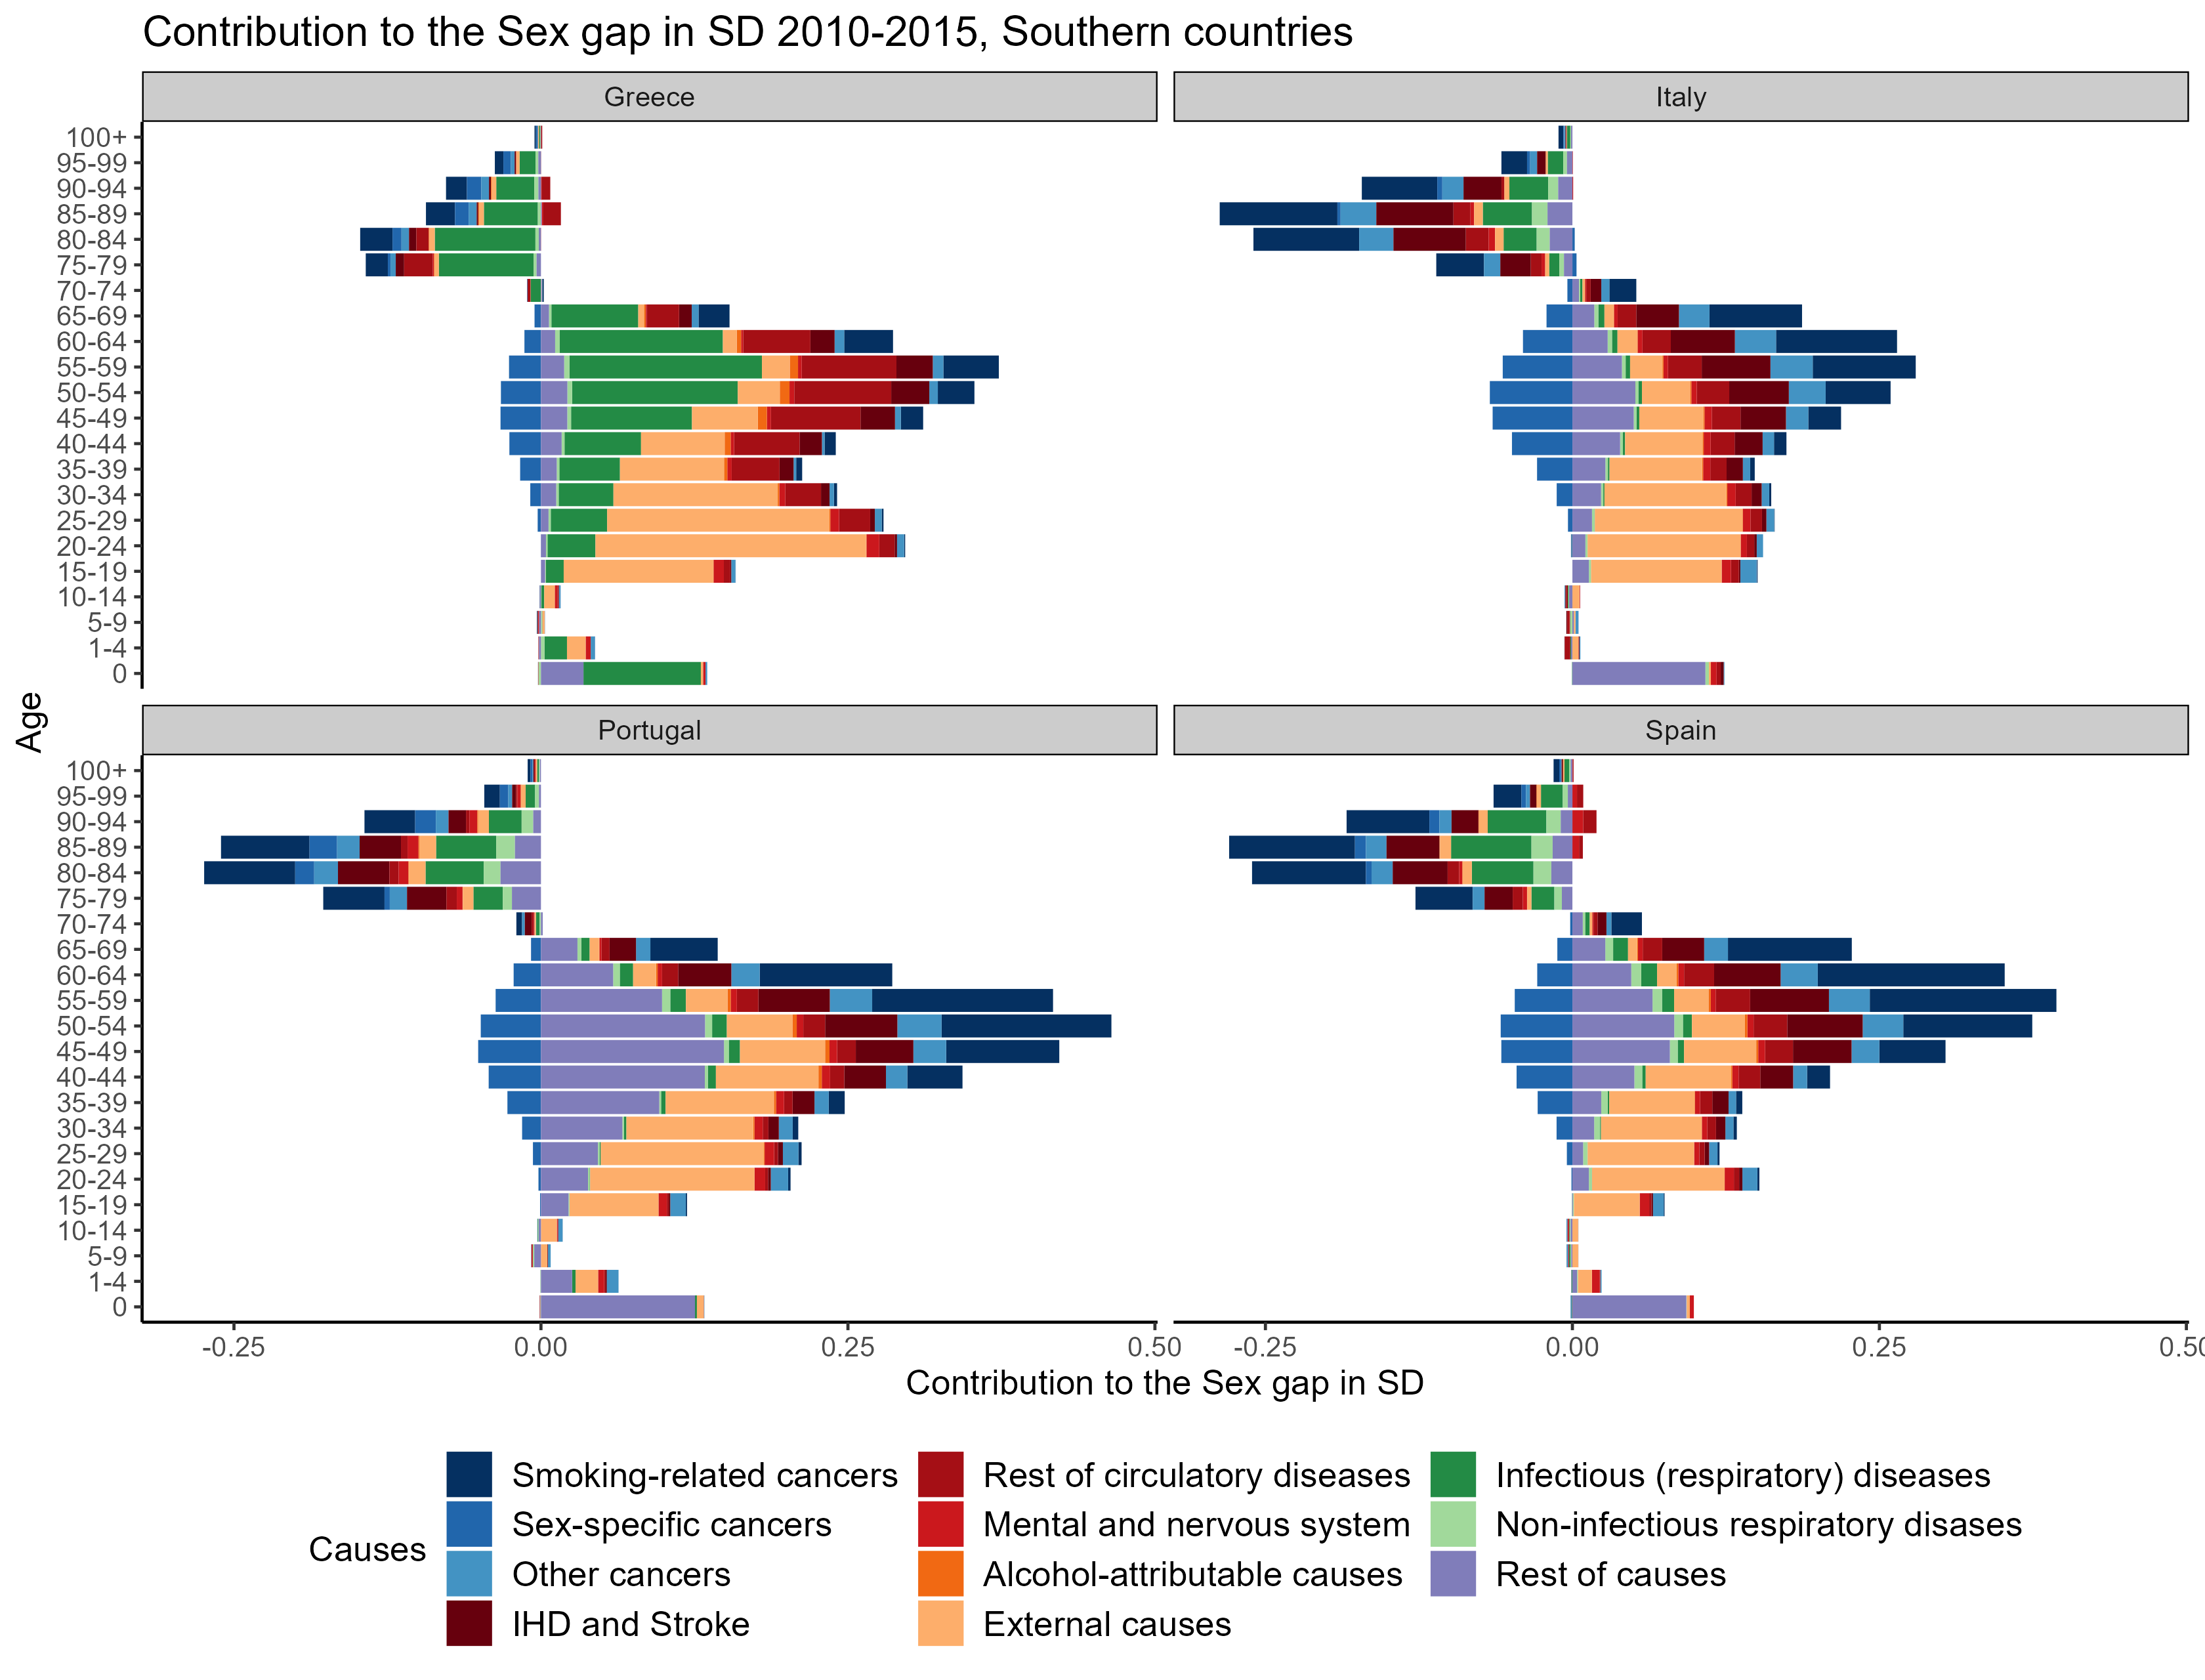 Contribution to the Sex gap in SD 2010-2015, Southern countries
Greece
Italy
100+
95-99
90-94
85-89
80-84
75-79
70-74
65-69
60-64
55-59
50-54
45-49
40-44
35-39
30-34
25-29
20-24
15-19
10-14
5-9
1-4
0
Age
Portugal
Spain
100+
95-99
90-94
85-89
80-84
75-79
70-74
65-69
60-64
55-59
50-54
45-49
40-44
35-39
30-34
25-29
20-24
15-19
10-14
5-9
1-4
0
-0.25 0.00 0.25 0.50 -0.25 0.00 0.25 0.50
Contribution to the Sex gap in SD
Causes
Smoking-related cancers
Sex-specific cancers
Other cancers
IHD and Stroke
Rest of circulatory diseases
Mental and nervous system
Alcohol-attributable causes
External causes
Infectious (respiratory) diseases
Non-infectious respiratory disases
Rest of causes